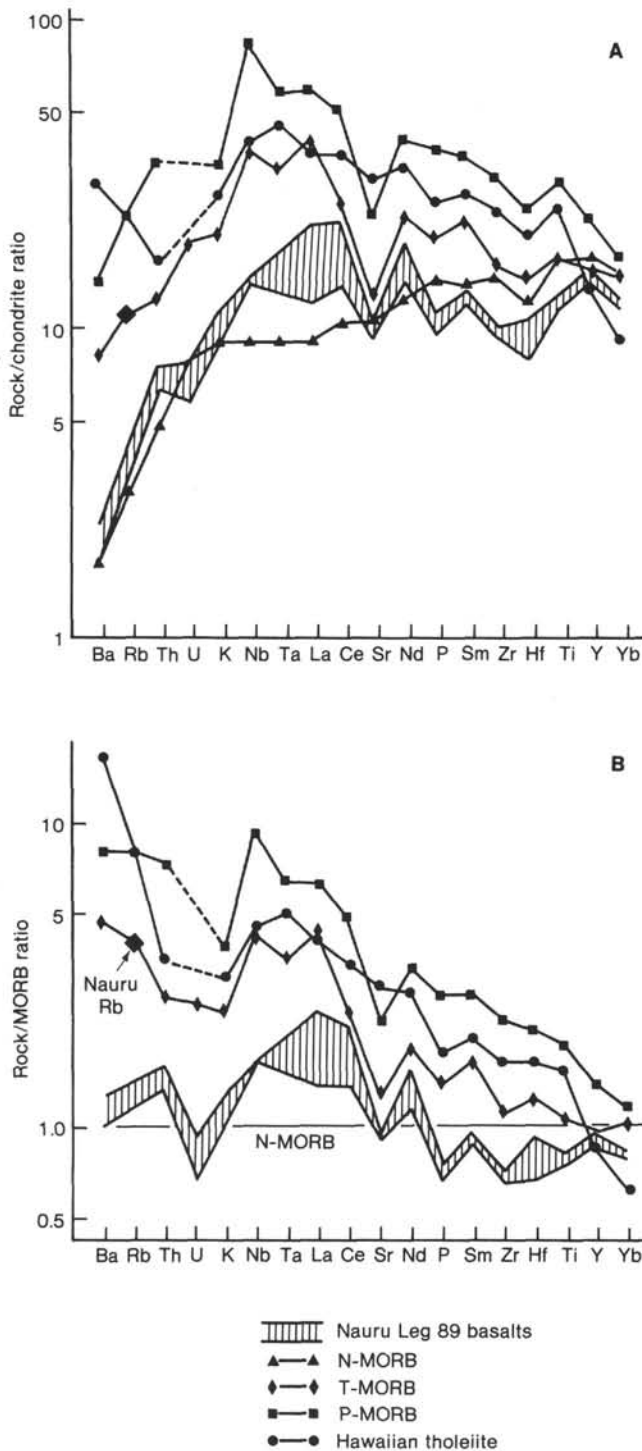 100
A
50
10
5
1
Rock/chondrite ratio
Ba Rb Th U K Nb Ta La Ce Sr Nd P Sm Zr Hf Ti Y Yb
B
10
5
1.0
0.5
Rock/MORB ratio
Nauru
Rb
N-MORB
Ba Rb Th U K Nb Ta La Ce Sr Nd P Sm Zr Hf Ti Y Yb
Nauru Leg 89 basalts
N-MORB
T-MORB
P-MORB
Hawaiian tholeiite